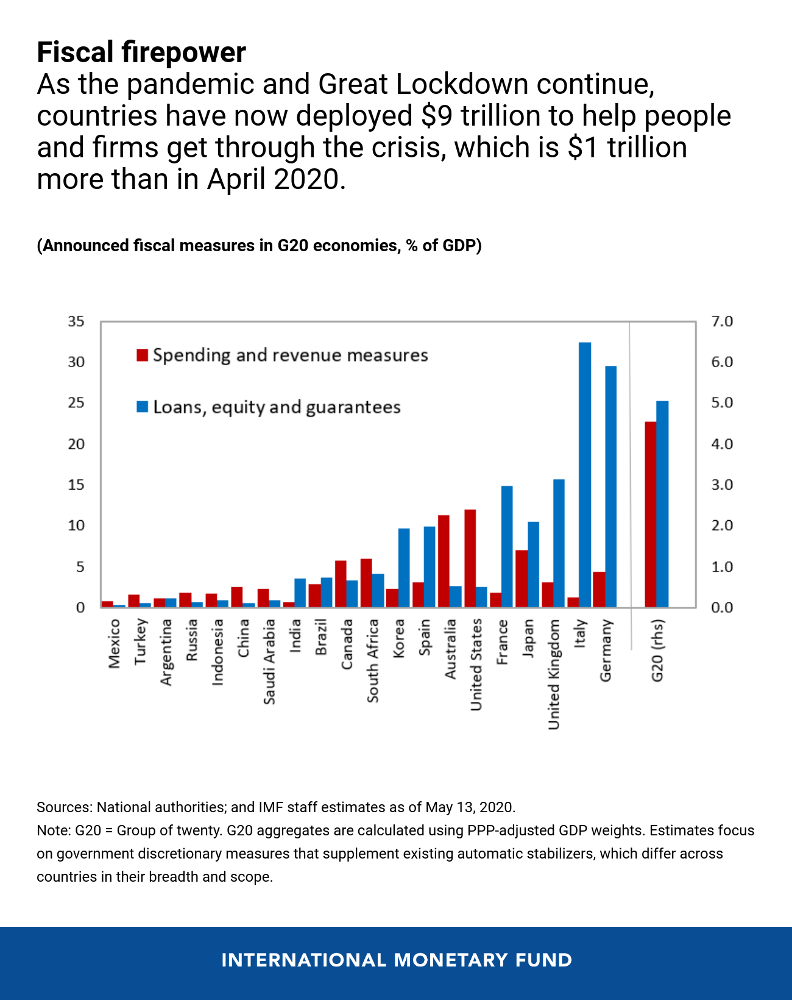 Fiscal firepower
As the pandemic and Great Lockdown continue,
countries have now deployed $9 trillion to help people
and firms get through the crisis, which is $1 trillion
more than in April 2020.
(Announced fiscal measures in G20 economies, % of GDP)
35
30
25
20
15
10
5
0
Spending and revenue measures
Loans, equity and guarantees
7.0
6.0
5.0
4.0
3.0
2.0
1.0
0.0
Mexico
Turkey
Argentina
Russia
Indonesia
China
Saudi Arabia
India
Brazil
Canada
South Africa
Korea
Spain
Australia
United States
France
Japan
United Kingdom
Italy
Germany
G20 (rhs)
Sources: National authorities; and IMF staff estimates as of May 13, 2020.
Note: G20 = Group of twenty. G20 aggregates are calculated using PPP-adjusted GDP weights. Estimates focus
on government discretionary measures that supplement existing automatic stabilizers, which differ across
countries in their breadth and scope.
INTERNATIONAL MONETARY FUND